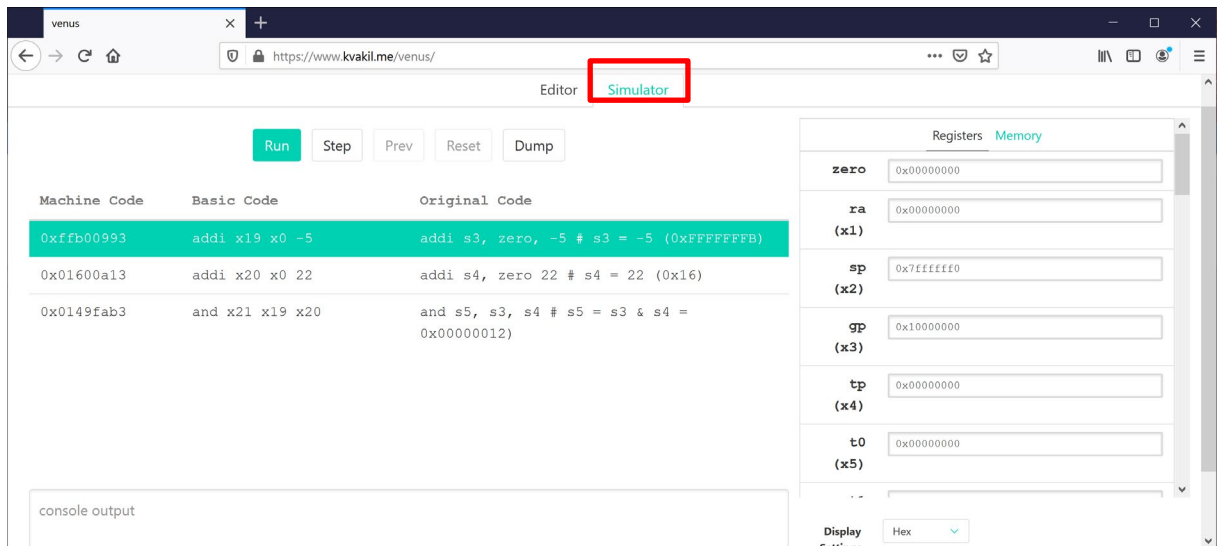 venus
https://www.kvakil.me/venus/
Editor Simulator
Run Step Prev Reset Dump
Machine Code Basic Code Original Code
0xffb00993 addi x19 x0 -5 addi s3, zero, -5 # s3 = -5 (0xFFFFFFFB)
0x01600a13 addi x20 x0 22 addi s4, zero 22 # s4 = 22 (0x16)
0x0149fab3 and x21 x19 x20 and s5, s3, s4 # s5 = s3 & s4 =
0x00000012)
console output
Registers Memory
zero 0x00000000
ra 0x00000000
(x1)
sp 0x7ffffff0
(x2)
gp 0x10000000
(x3)
tp 0x00000000
(x4)
t0 0x00000000
(x5)
Display Hex